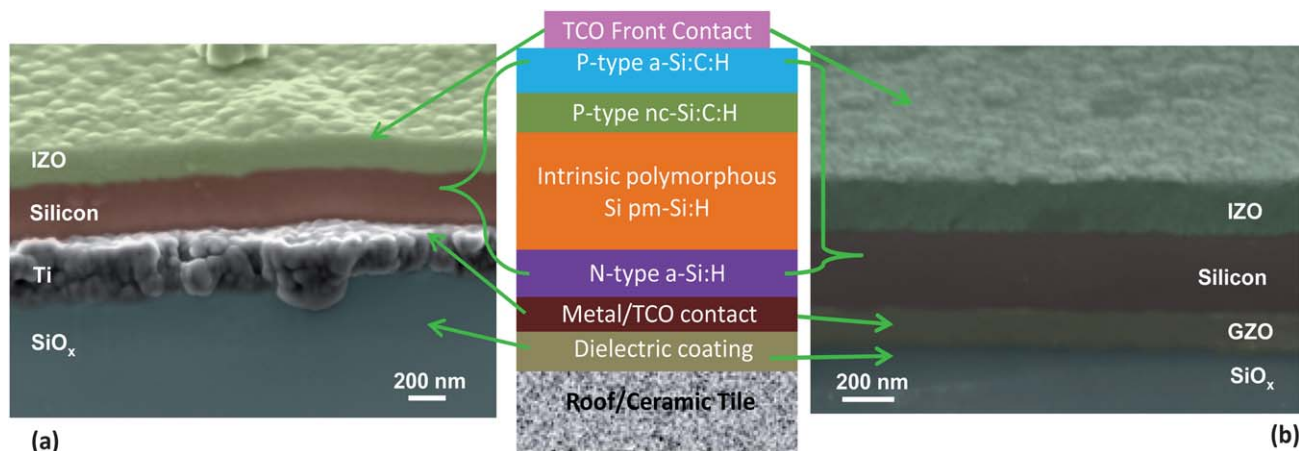 TCO Front Contact
P-type a-Si:C:H
P-type nc-Si:C:H
Intrinsic polymorphous
Si pm-Si:H
N-type a-Si:H
Metal/TCO contact
Dielectric coating
Roof/Ceramic Tile
IZO
Silicon
Ti
SiOx
200 nm
(a)
IZO
Silicon
GZO
SiOx
200 nm
(b)